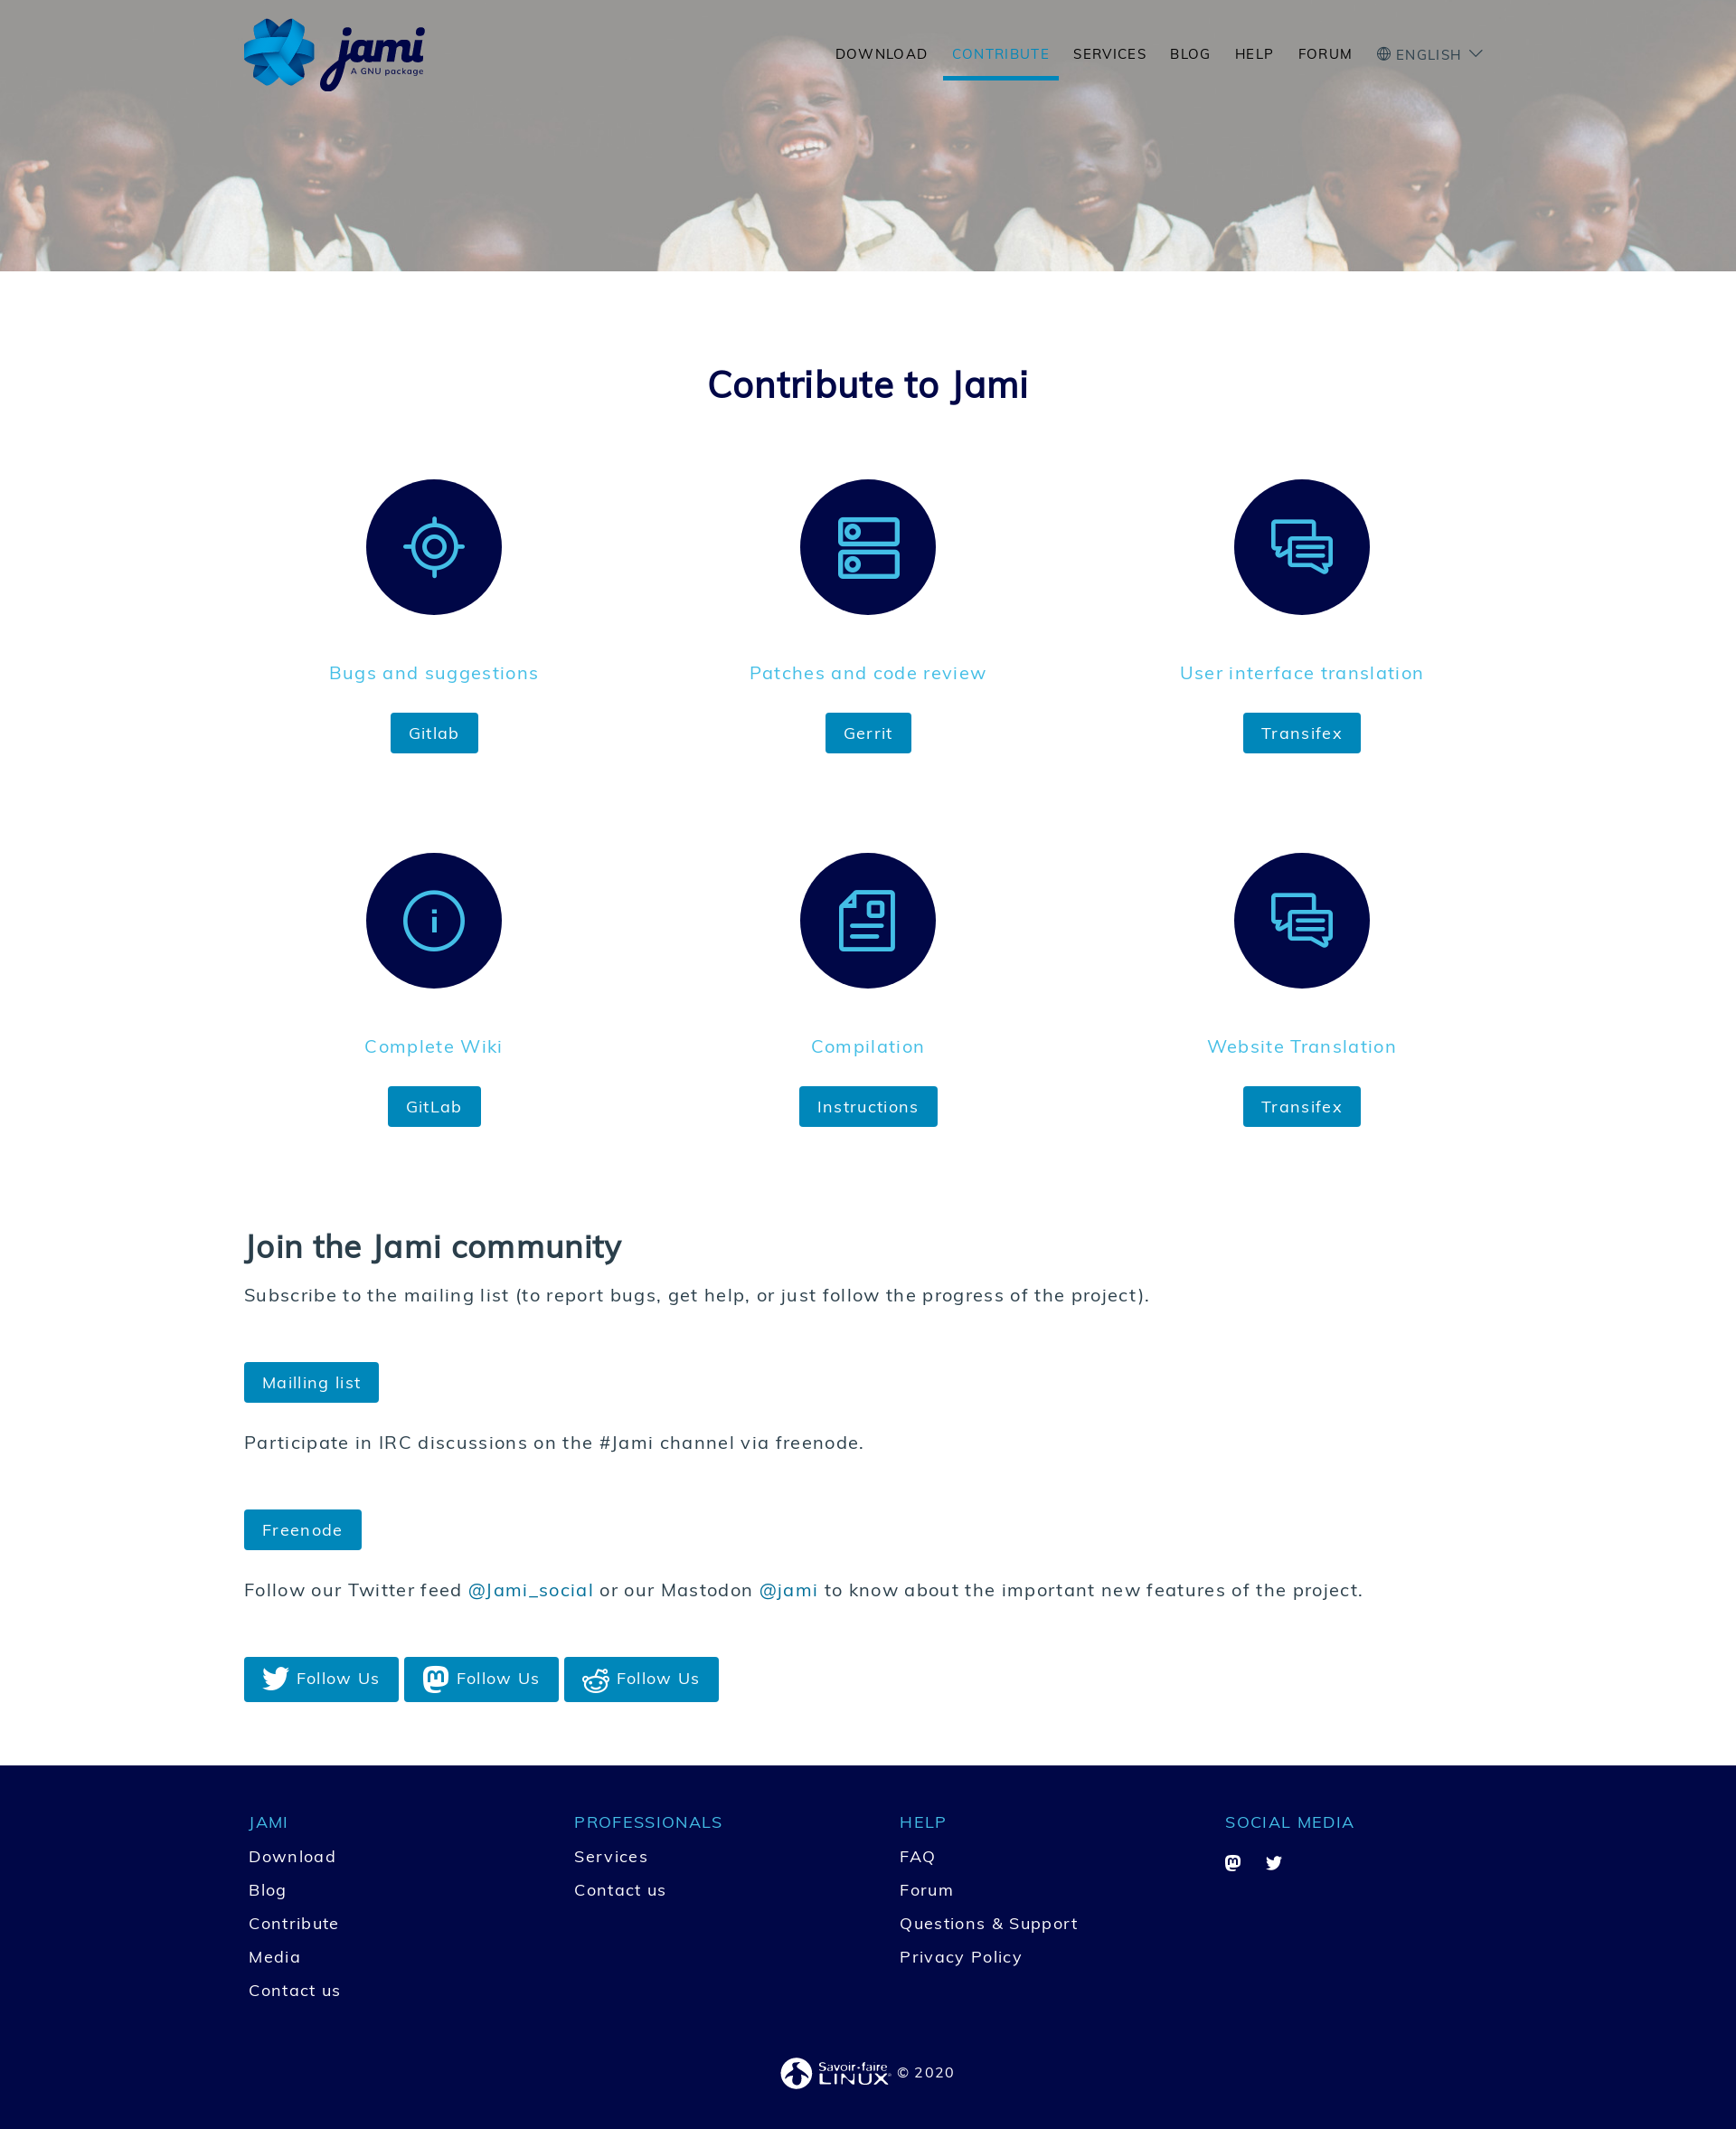 jami
A GNU package
DOWNLOAD CONTRIBUTE SERVICES BLOG HELP FORUM ENGLISH
Contribute to Jami
Bugs and suggestions
Gitlab
Patches and code review
Gerrit
User interface translation
Transifex
Complete Wiki
GitLab
Compilation
Instructions
Website Translation
Transifex
Join the Jami community
Subscribe to the mailing list (to report bugs, get help, or just follow the progress of the project).
Mailling list
Participate in IRC discussions on the #Jami channel via freenode.
Freenode
Follow our Twitter feed @Jami_social or our Mastodon @jami to know about the important new features of the project.
Follow Us Follow Us Follow Us
JAMI
Download
Blog
Contribute
Media
Contact us
PROFESSIONALS
Services
Contact us
HELP
FAQ
Forum
Questions & Support
Privacy Policy
SOCIAL MEDIA
Savoir-faire
LINUX © 2020